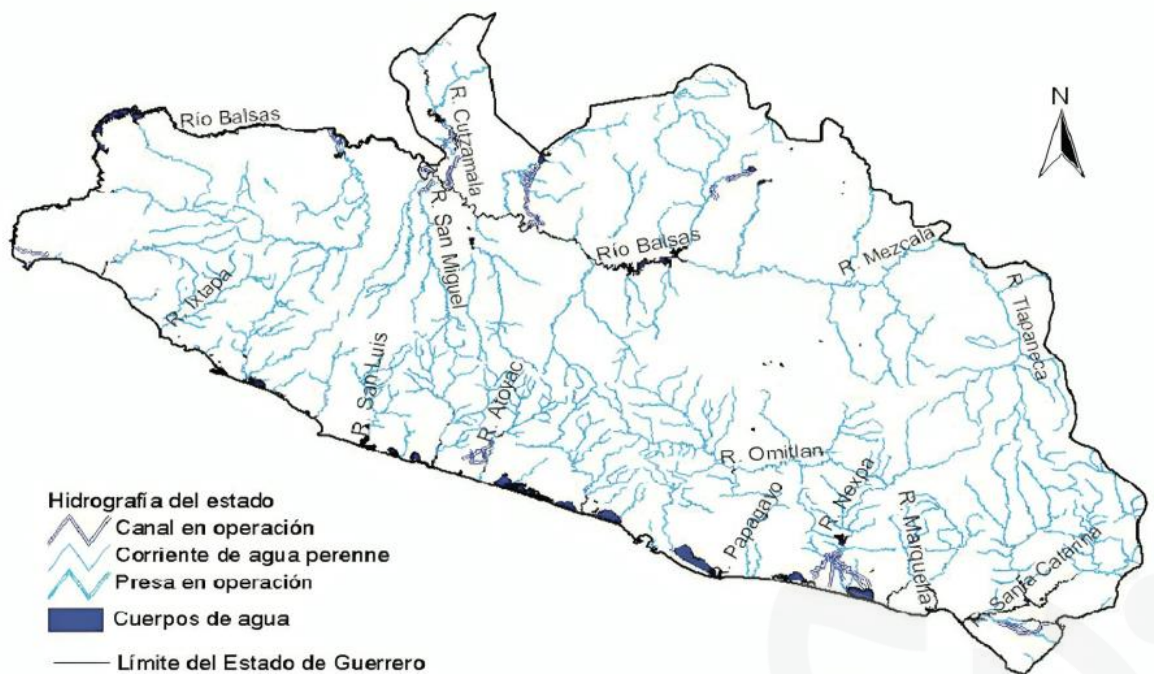 Río Balsas
R. Cutzamala
N
R. San Miguel
Río Balsas
R. Mezcala
R. Tlapaneca
R. Ixtapa
R. San Luis
R. Atoyac
R. Omitlan
Papagayo
R. Nexpa
R. Marquella
R. Santa Catarina
Hidrografía del estado
Canal en operación
Corriente de agua perenne
Presa en operación
Cuerpos de agua
Límite del Estado de Guerrero